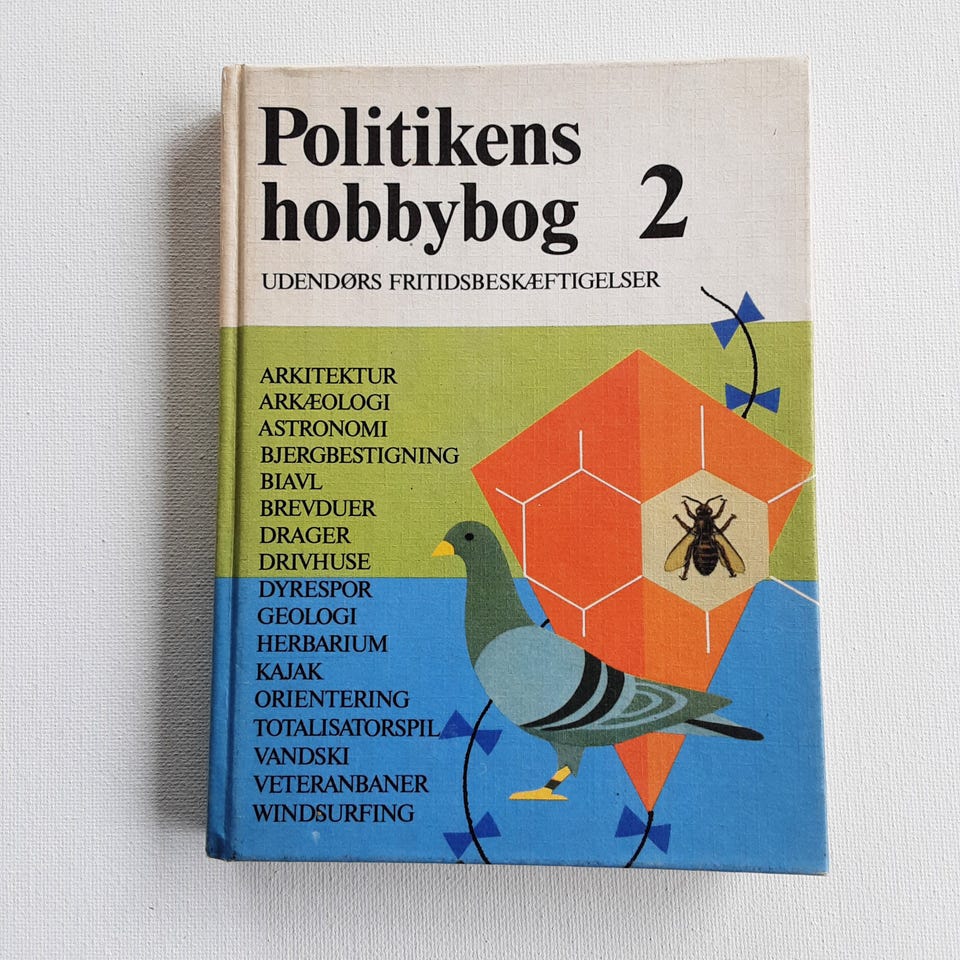 Politikens
hobbybog 2
UDENDØRS FRITIDSBESKÆFTIGELSER
ARKITEKTUR
ARKÆOLOGI
ASTRONOMI
BJERGBESTIGNING
BIAVL
BREVDUER
DRAGER
DRIVHUSE
DYRESPOR
GEOLOGI
HERBARIUM
KAJAK
ORIENTERING
TOTALISATORSPIL
VANDSKI
VETERANBANER
WINDSURFING